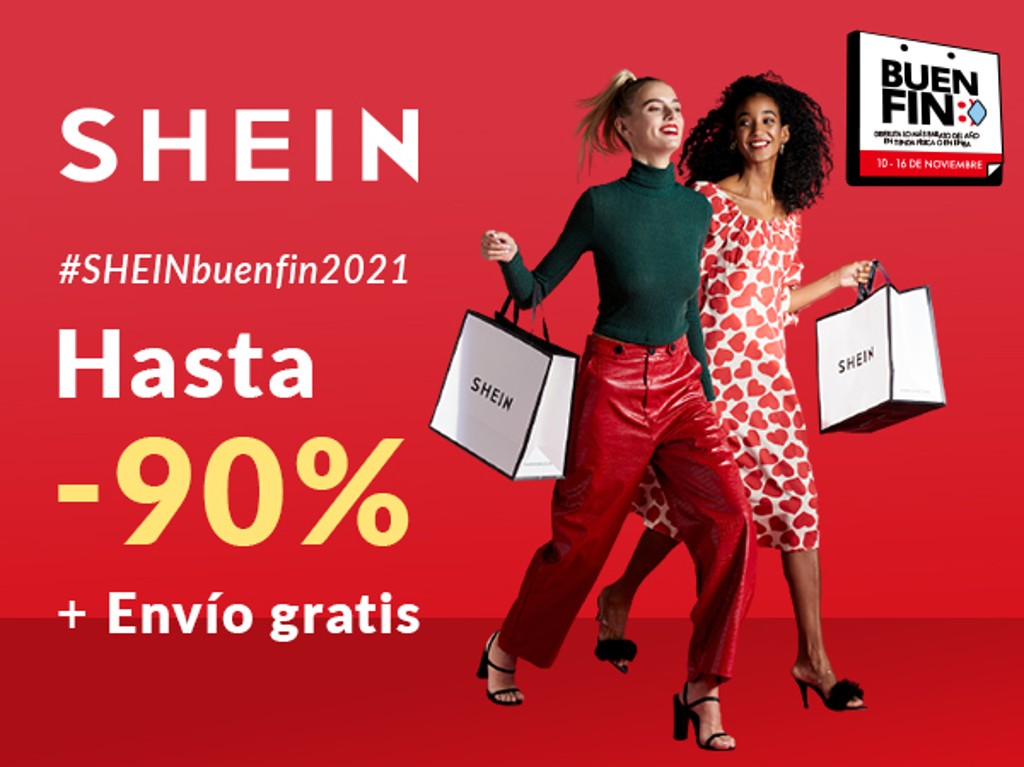 SHEIN
#SHEINbuenfin2021
Hasta
-90%
+ Envío gratis
SHEIN
SHEIN
BUEN
FIN
DISFRUTA LO MÁS BARATO DEL AÑO
EN TIENDA FÍSICA O EN LÍNEA
10 - 16 DE NOVIEMBRE